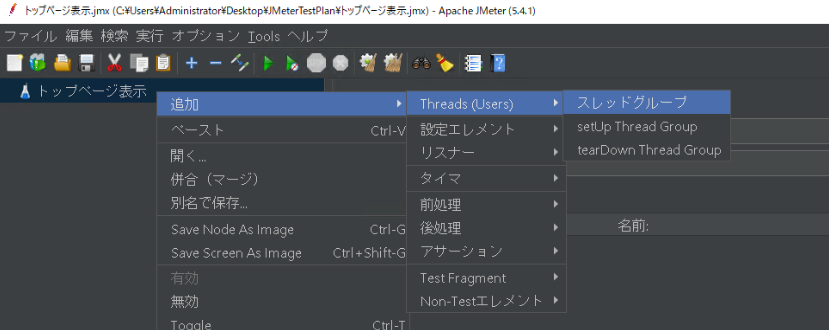 トップページ表示.jmx (C:¥Users¥Administrator¥Desktop¥JMeterTestPlan¥トップページ表示.jmx) - Apache JMeter (5.4.1)
ファイル 編集 検索 実行 オプション Tools ヘルプ
トップページ表示
追加
ペースト Ctrl-V
開く...
併合（マージ）
別名で保存...
Save Node As Image Ctrl-G
Save Screen As Image Ctrl+Shift-G
有効
無効
Toggle Ctrl-T
Threads (Users)
設定エレメント
リスナー
タイマ
前処理
後処理
アサーション
Test Fragment
Non-Testエレメント
スレッドグループ
setUp Thread Group
tearDown Thread Group
名前: